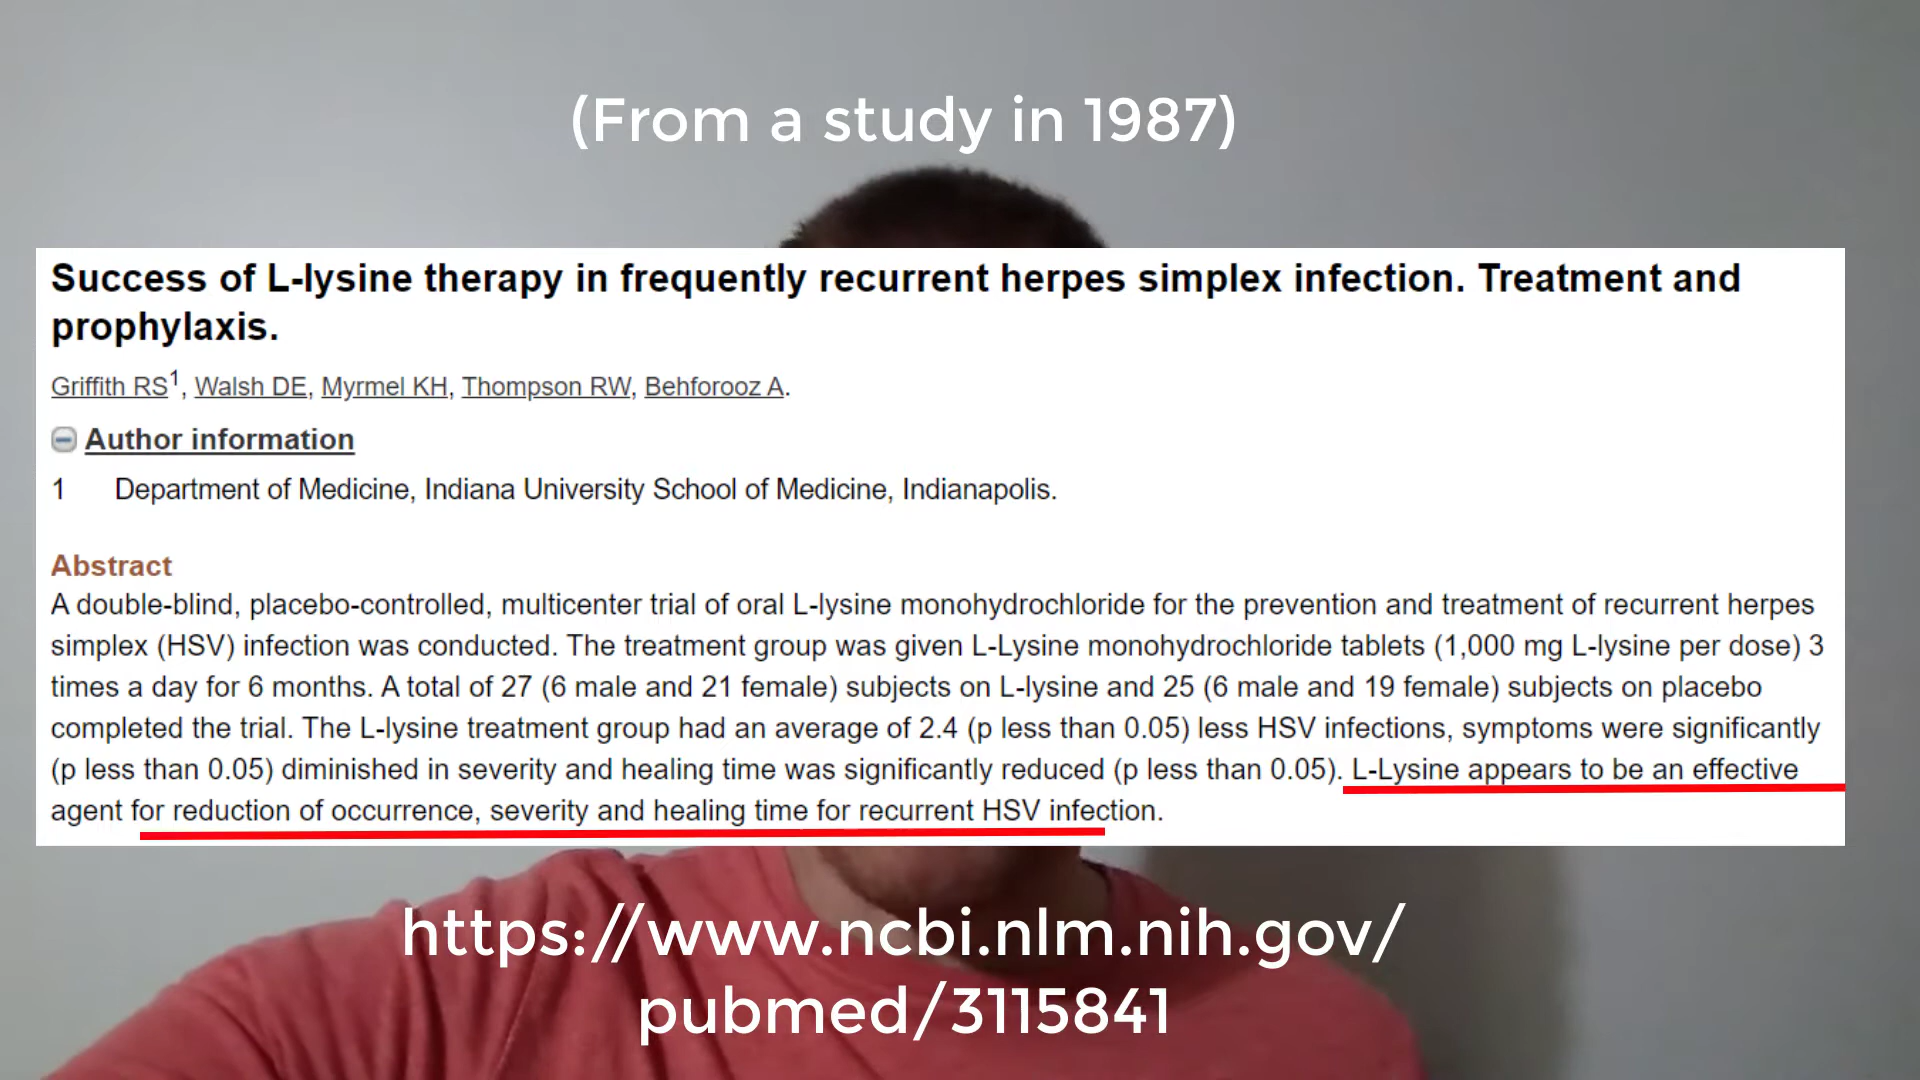 (From a study in 1987)
Success of L-lysine therapy in frequently recurrent herpes simplex infection. Treatment and
prophylaxis.
Griffith RS1, Walsh DE, Myrmel KH, Thompson RW, Behforooz A.
Author information
1 Department of Medicine, Indiana University School of Medicine, Indianapolis.
Abstract
A double-blind, placebo-controlled, multicenter trial of oral L-lysine monohydrochloride for the prevention and treatment of recurrent herpes
simplex (HSV) infection was conducted. The treatment group was given L-Lysine monohydrochloride tablets (1,000 mg L-lysine per dose) 3
times a day for 6 months. A total of 27 (6 male and 21 female) subjects on L-lysine and 25 (6 male and 19 female) subjects on placebo
completed the trial. The L-lysine treatment group had an average of 2.4 (p less than 0.05) less HSV infections, symptoms were significantly
(p less than 0.05) diminished in severity and healing time was significantly reduced (p less than 0.05). L-Lysine appears to be an effective
agent for reduction of occurrence, severity and healing time for recurrent HSV infection.
https://www.ncbi.nlm.nih.gov/
pubmed/3115841